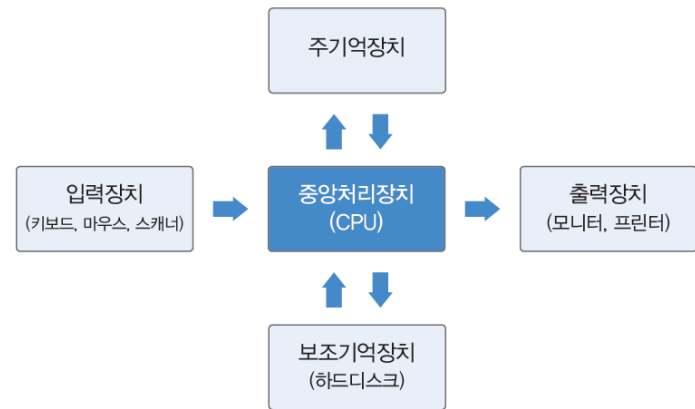 주기억장치
입력장치
(키보드, 마우스, 스캐너)
중앙처리장치
(CPU)
출력장치
(모니터, 프린터)
보조기억장치
(하드디스크)